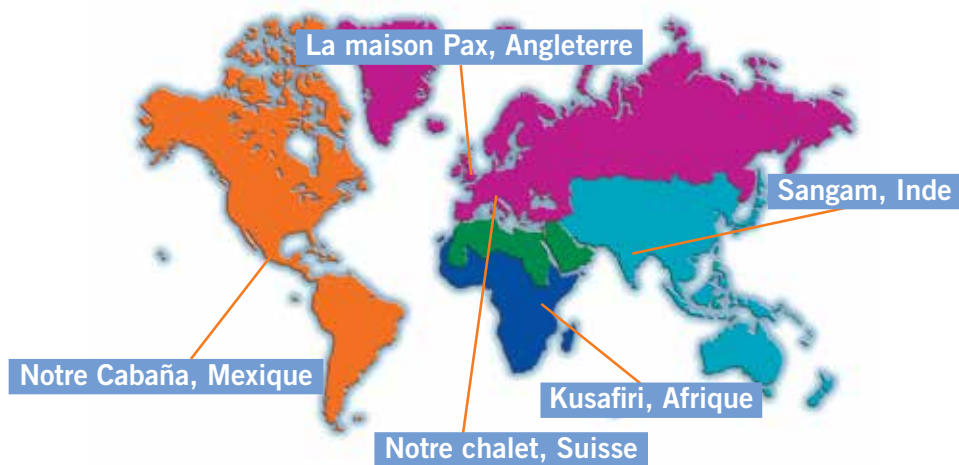 La maison Pax, Angleterre
Sangam, Inde
Notre Cabaña, Mexique
Kusafiri, Afrique
Notre chalet, Suisse